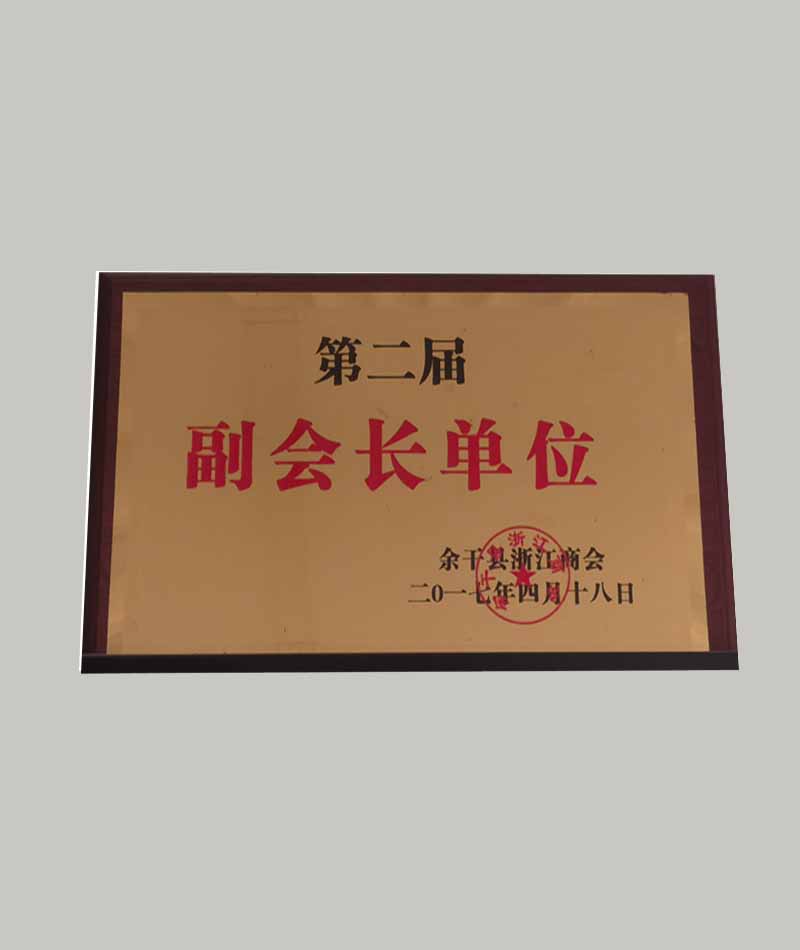 第二届
副会长单位
余干县浙江商会
二0一七年四月十八日